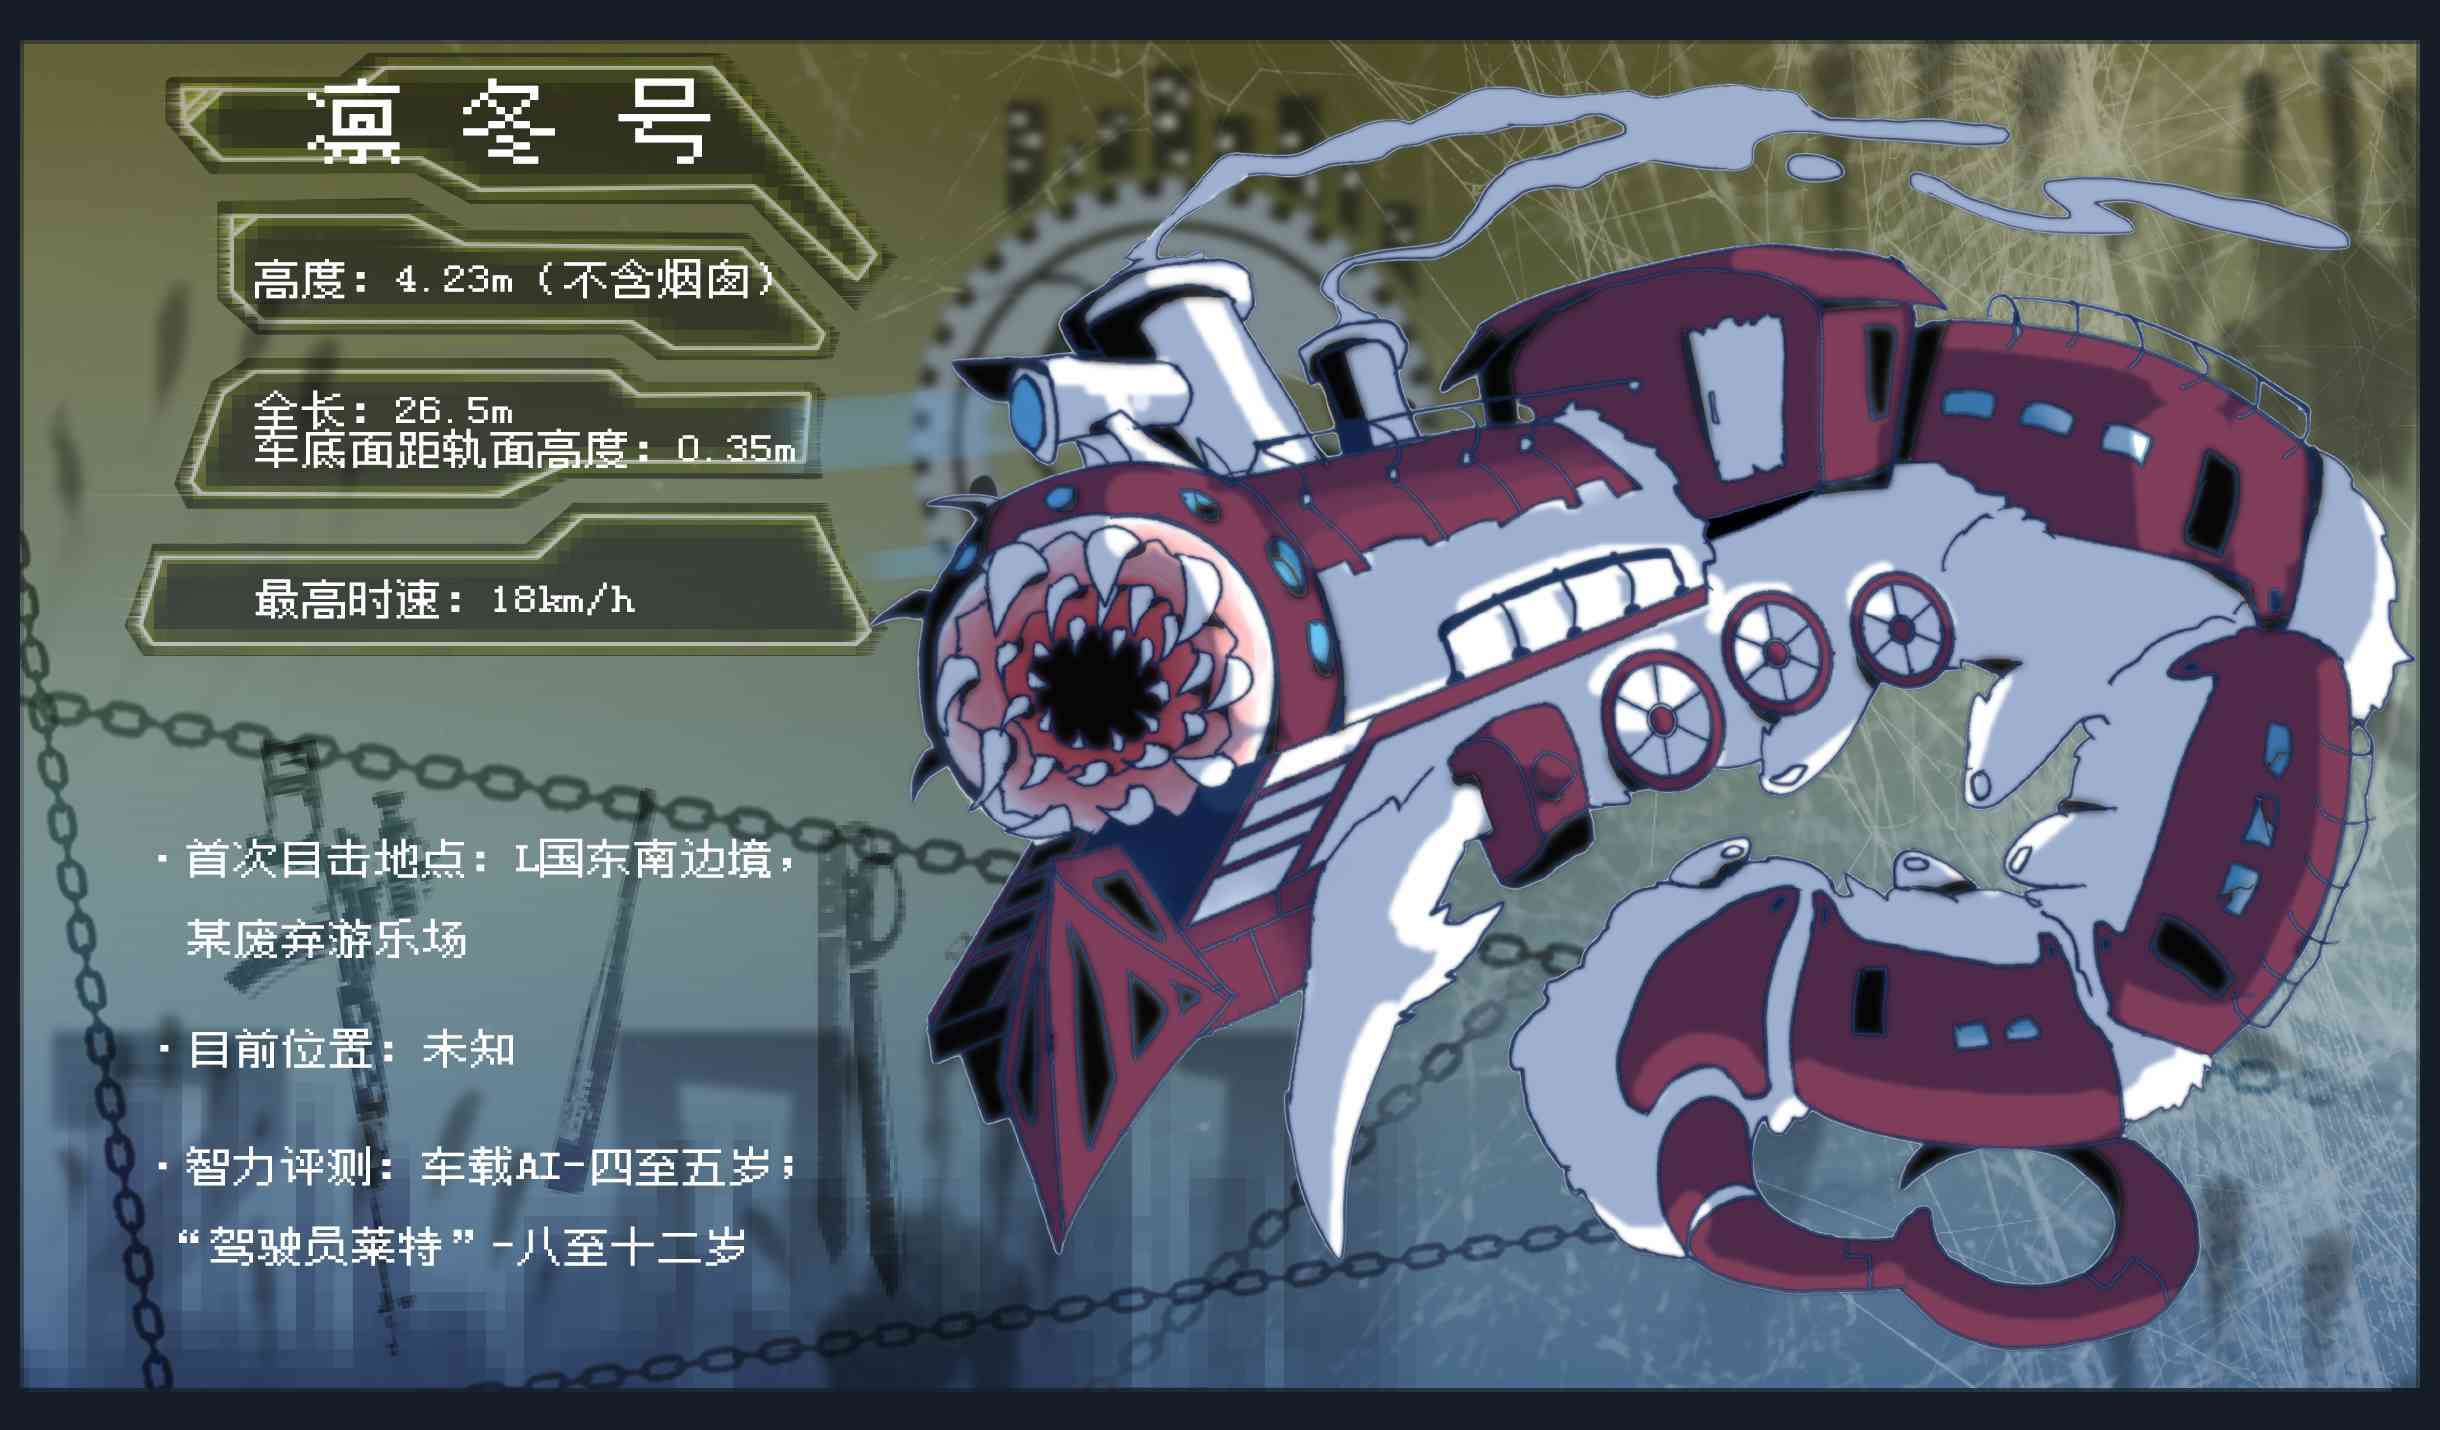 凛冬号
高度：4.23m（不含烟囱）
全长：26.5m
车底面距轨面高度：0.35m
最高时速：18km/h
·首次目击地点：L国东南边境，
某废弃游乐场
·目前位置：未知
·智力评测：车载AI-四至五岁；
“驾驶员莱特”-八至十二岁